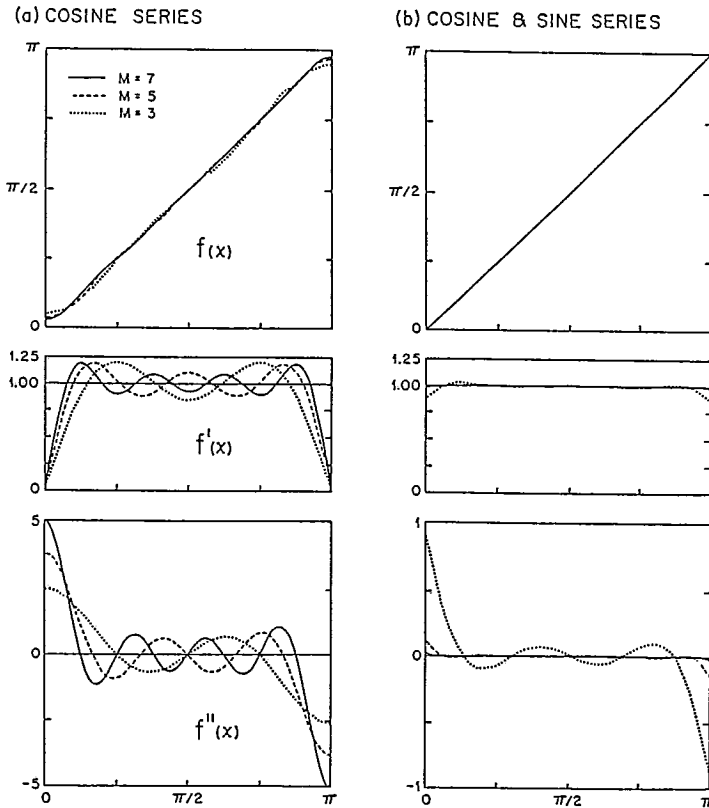 (a) COSINE SERIES
π
M = 7
M = 5
M = 3
π/2
f(x)
0
1.25
1.00
f'(x)
0
5
0
f"(x)
-5
0
π/2
π
(b) COSINE & SINE SERIES
π
π/2
0
1.25
1.00
0
1
0
-1
0
π/2
π